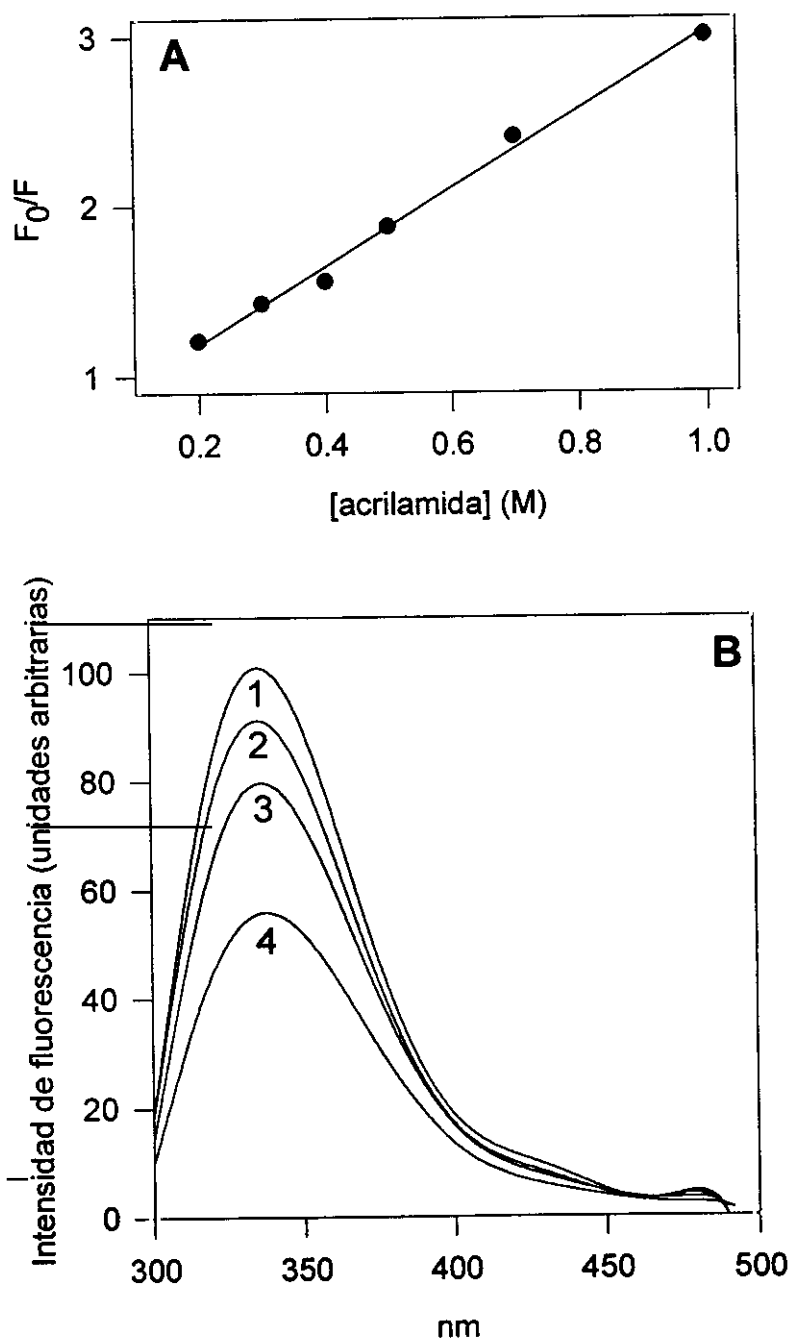 A
3
2
1
F0/F
0.2 0.4 0.6 0.8 1.0
[acrilamida] (M)
B
100
80
60
40
20
0
Intensidad de fluorescencia (unidades arbitrarias)
1
2
3
4
300 350 400 450 500
nm